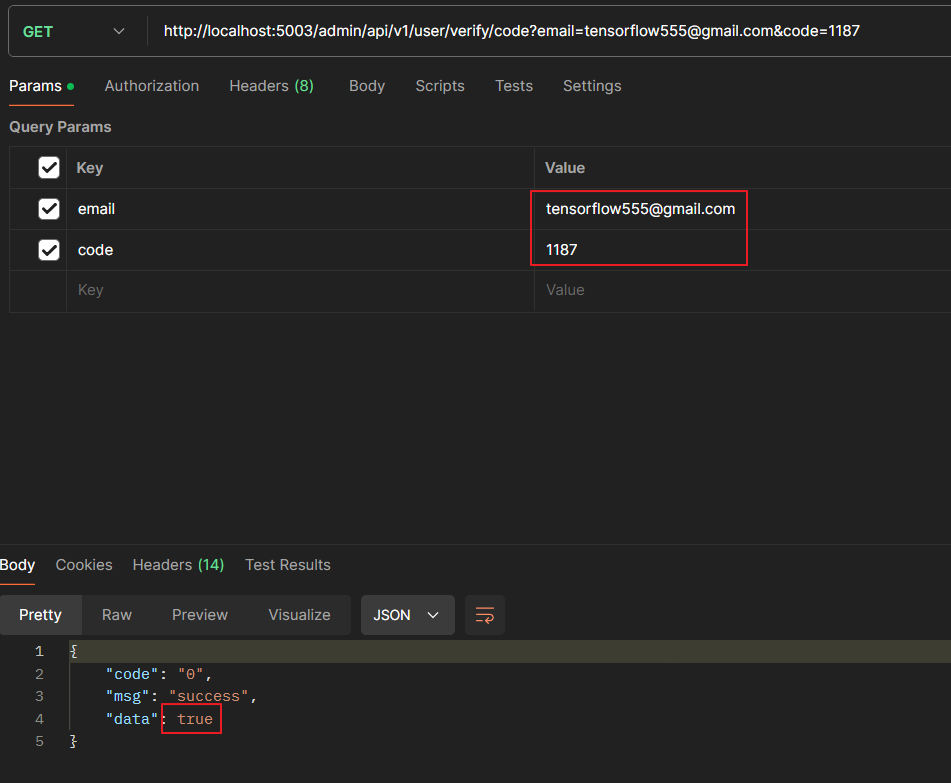 GET http://localhost:5003/admin/api/v1/user/verify/code?email=tensorflow555@gmail.com&code=1187
Params Authorization Headers (8) Body Scripts Tests Settings
Query Params
Key Value
email tensorflow555@gmail.com
code 1187
Key Value
Body Cookies Headers (14) Test Results
Pretty Raw Preview Visualize JSON
1 {
2 "code": "0",
3 "msg": "success",
4 "data": true
5 }